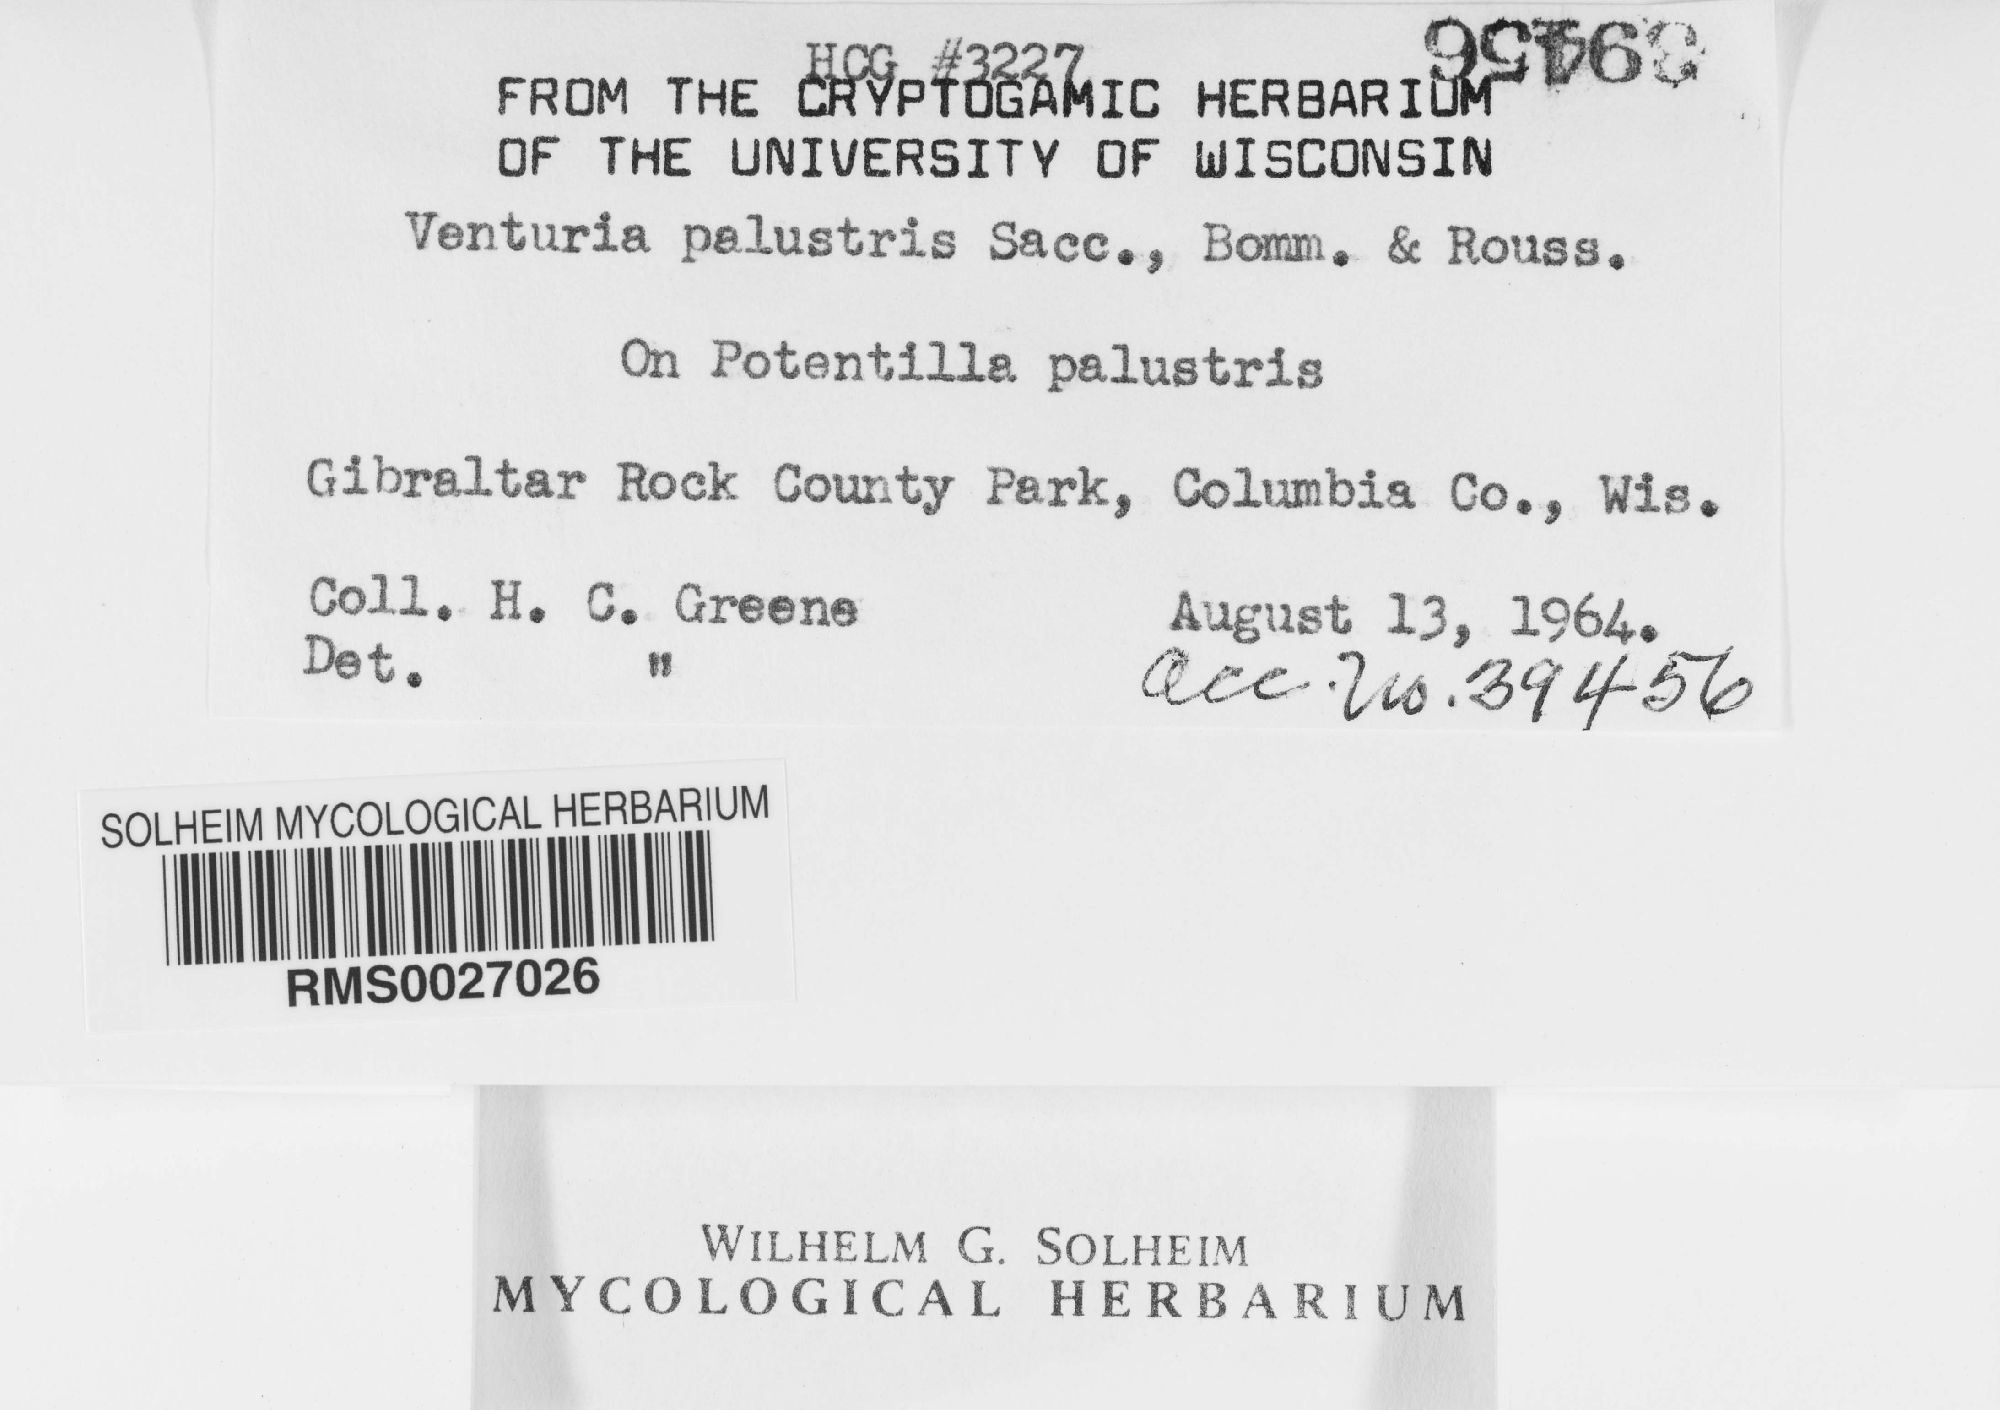 HCG #3227
39456
FROM THE CRYPTOGAMIC HERBARIUM
OF THE UNIVERSITY OF WISCONSIN
Venturia palustris Sacc., Bomm. & Rouss.
On Potentilla palustris
Gibraltar Rock County Park, Columbia Co., Wis.
Coll. H. C. Greene August 13, 1964.
Det. "
Acc. No. 39456
SOLHEIM MYCOLOGICAL HERBARIUM
RMS0027026
WILHELM G. SOLHEIM
MYCOLOGICAL HERBARIUM